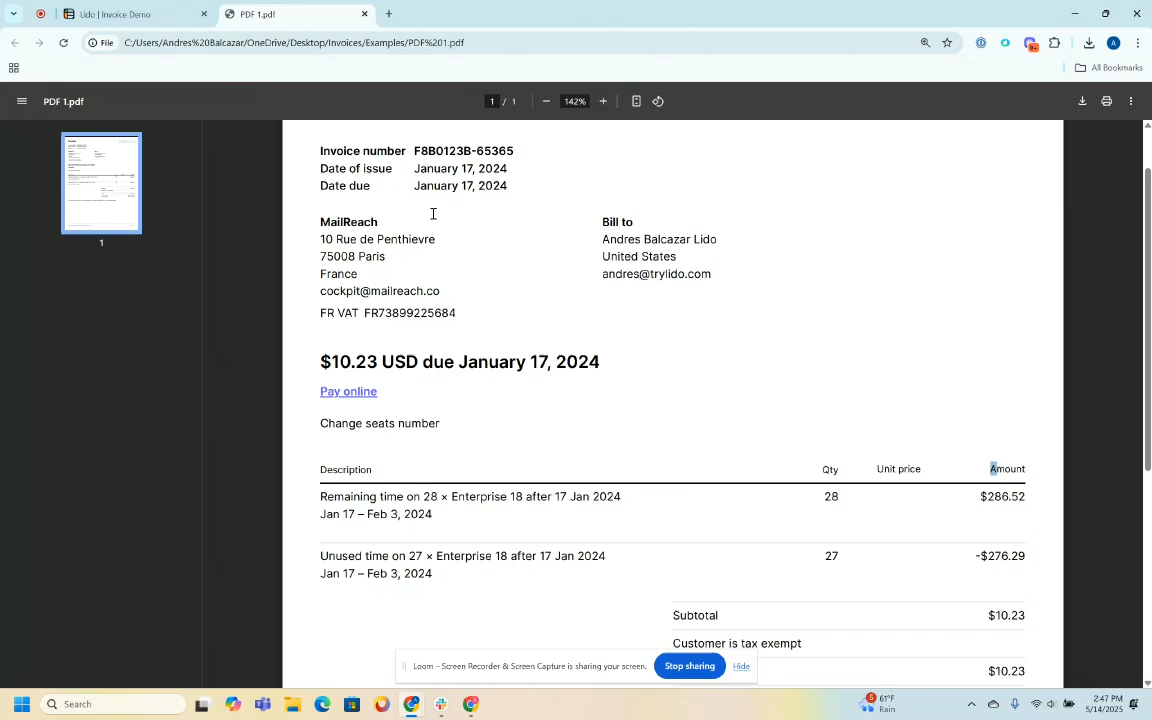 Lido | Invoice Demo
PDF 1.pdf
File
C:/Users/Andres%20Balcazar/OneDrive/Desktop/Invoices/Examples/PDF%201.pdf
9+
A
All Bookmarks
PDF 1.pdf
1 / 1
142%
1
Invoice number F8B0123B-65365
Date of issue January 17, 2024
Date due January 17, 2024
MailReach
10 Rue de Penthievre
75008 Paris
France
cockpit@mailreach.co
FR VAT FR73899225684
Bill to
Andres Balcazar Lido
United States
andres@trylido.com
$10.23 USD due January 17, 2024
Pay online
Change seats number
Description Qty Unit price Amount
Remaining time on 28 × Enterprise 18 after 17 Jan 2024 28 $286.52
Jan 17 – Feb 3, 2024
Unused time on 27 × Enterprise 18 after 17 Jan 2024 27 -$276.29
Jan 17 – Feb 3, 2024
Subtotal $10.23
Customer is tax exempt
$10.23
Loom – Screen Recorder & Screen Capture is sharing your screen.
Stop sharing
Hide
Search
5
61°F
Rain
2:47 PM
5/14/2025